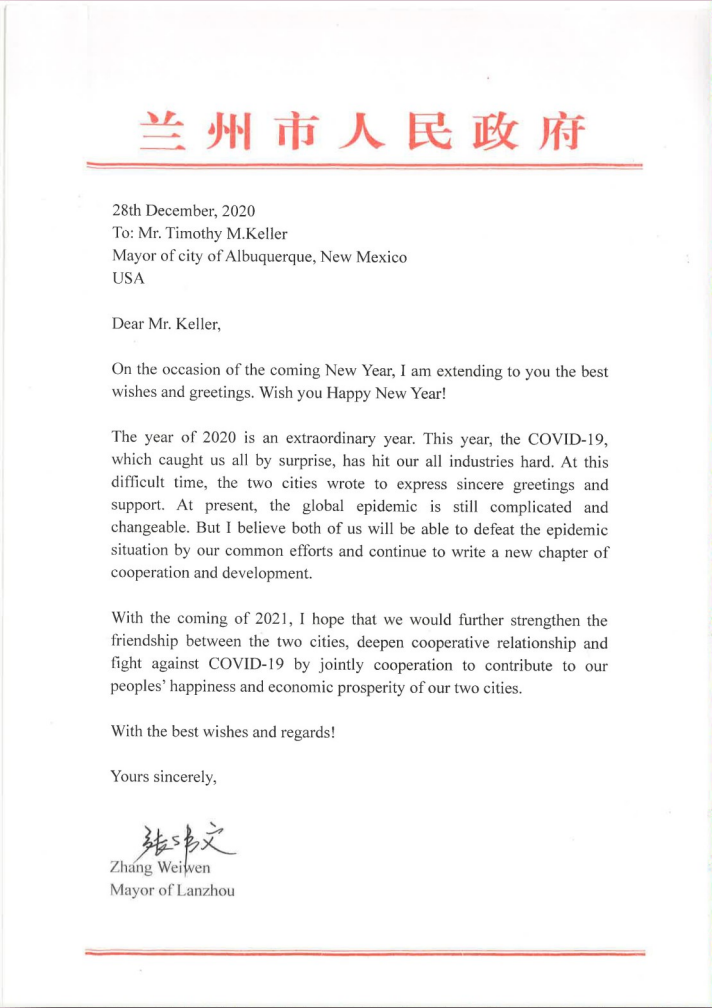 兰州市人民政府
28th December, 2020
To: Mr. Timothy M.Keller
Mayor of city of Albuquerque, New Mexico
USA
Dear Mr. Keller,
On the occasion of the coming New Year, I am extending to you the best
wishes and greetings. Wish you Happy New Year!
The year of 2020 is an extraordinary year. This year, the COVID-19,
which caught us all by surprise, has hit our all industries hard. At this
difficult time, the two cities wrote to express sincere greetings and
support. At present, the global epidemic is still complicated and
changeable. But I believe both of us will be able to defeat the epidemic
situation by our common efforts and continue to write a new chapter of
cooperation and development.
With the coming of 2021, I hope that we would further strengthen the
friendship between the two cities, deepen cooperative relationship and
fight against COVID-19 by jointly cooperation to contribute to our
peoples' happiness and economic prosperity of our two cities.
With the best wishes and regards!
Yours sincerely,
张伟文
Zhang Weiwen
Mayor of Lanzhou